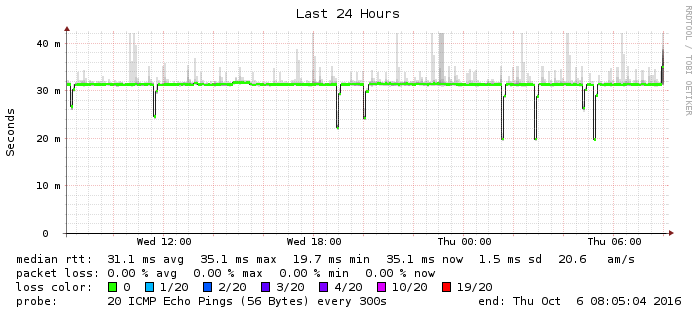 Last 24 Hours
RRDTOOL / TOBI OETIKER
Seconds
40 m
30 m
20 m
10 m
0
Wed 12:00 Wed 18:00 Thu 00:00 Thu 06:00
median rtt: 31.1 ms avg 35.1 ms max 19.7 ms min 35.1 ms now 1.5 ms sd 20.6 am/s
packet loss: 0.00 % avg 0.00 % max 0.00 % min 0.00 % now
loss color: 0 1/20 2/20 3/20 4/20 10/20 19/20
probe: 20 ICMP Echo Pings (56 Bytes) every 300s end: Thu Oct 6 08:05:04 2016